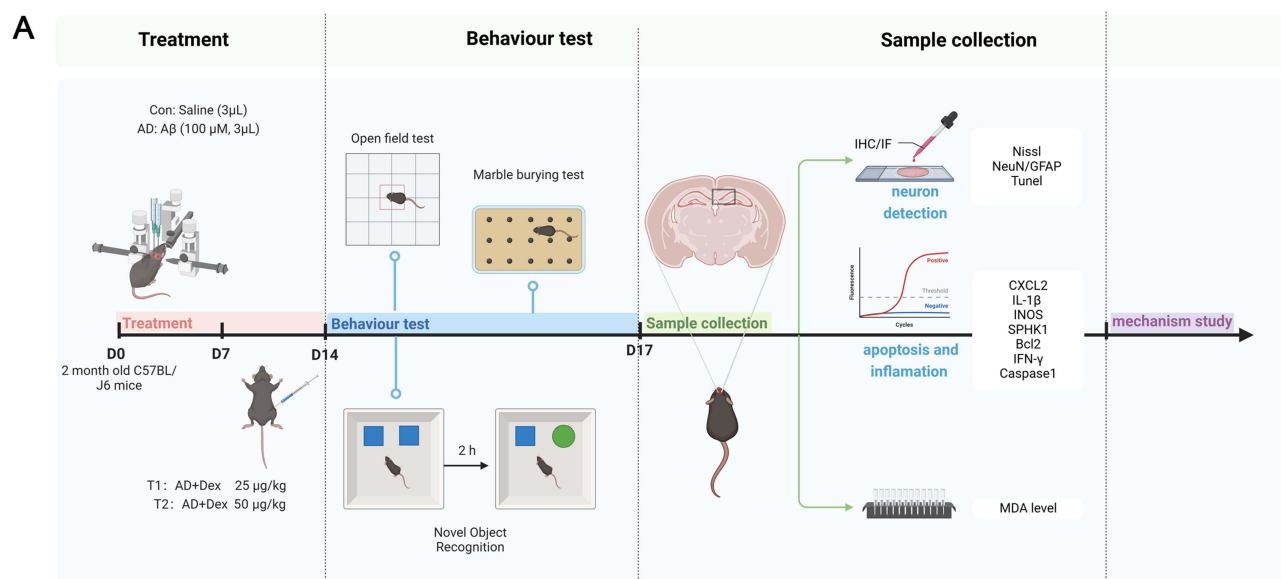 A
Treatment
Behaviour test
Sample collection
Con: Saline (3μL)
AD: Aβ (100 μM, 3μL)
Open field test
Marble burying test
IHC/IF
neuron
detection
Nissl
NeuN/GFAP
Tunel
Fluorescence
Positive
Threshold
Negative
Cycles
apoptosis and
inflamation
CXCL2
IL-1β
INOS
SPHK1
Bcl2
IFN-γ
Caspase1
Treatment
Behaviour test
Sample collection
mechanism study
D0
D7
D14
D17
2 month old C57BL/
J6 mice
T1: AD+Dex 25 μg/kg
T2: AD+Dex 50 μg/kg
2 h
Novel Object
Recognition
MDA level